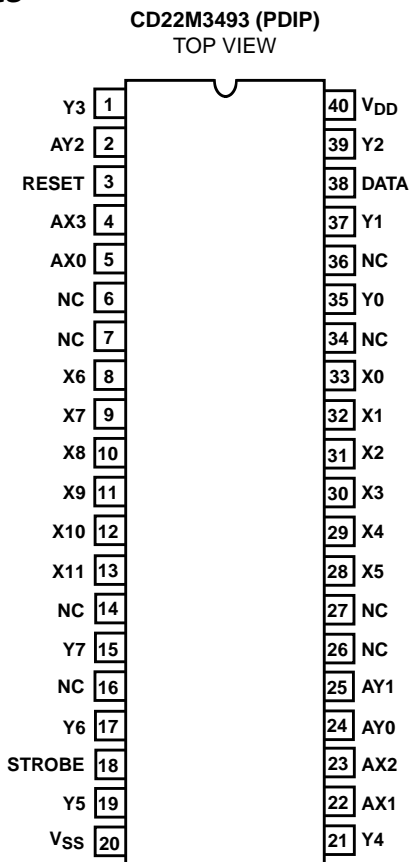 CD22M3493 (PDIP)
TOP VIEW
Y3 1 40 VDD
AY2 2 39 Y2
RESET 3 38 DATA
AX3 4 37 Y1
AX0 5 36 NC
NC 6 35 Y0
NC 7 34 NC
X6 8 33 X0
X7 9 32 X1
X8 10 31 X2
X9 11 30 X3
X10 12 29 X4
X11 13 28 X5
NC 14 27 NC
Y7 15 26 NC
NC 16 25 AY1
Y6 17 24 AY0
STROBE 18 23 AX2
Y5 19 22 AX1
VSS 20 21 Y4